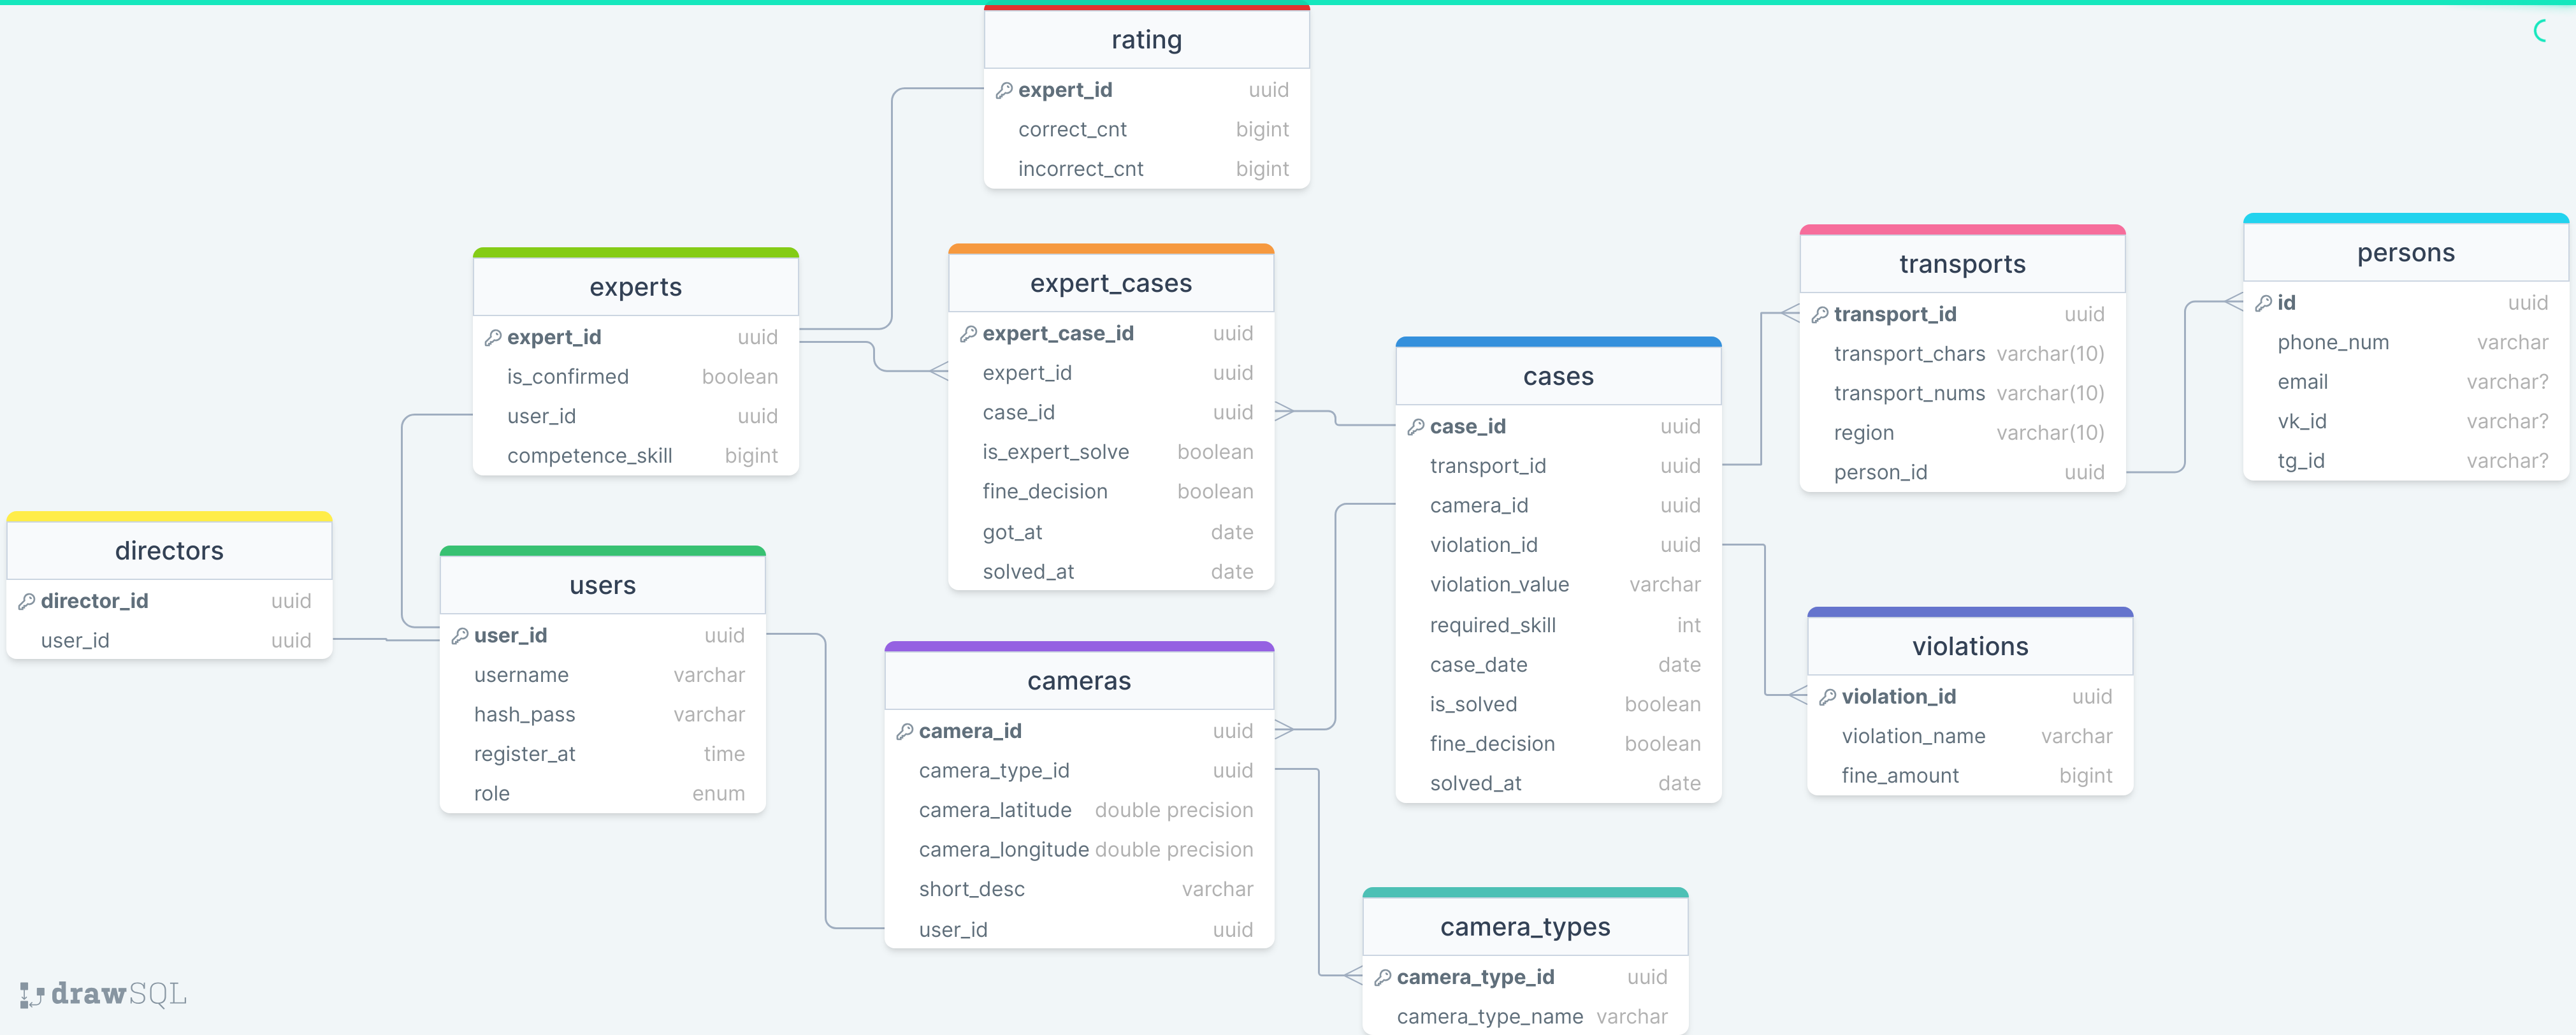 rating
expert_id uuid
correct_cnt bigint
incorrect_cnt bigint
experts
expert_id uuid
is_confirmed boolean
user_id uuid
competence_skill bigint
expert_cases
expert_case_id uuid
expert_id uuid
case_id uuid
is_expert_solve boolean
fine_decision boolean
got_at date
solved_at date
cases
case_id uuid
transport_id uuid
camera_id uuid
violation_id uuid
violation_value varchar
required_skill int
case_date date
is_solved boolean
fine_decision boolean
solved_at date
transports
transport_id uuid
transport_chars varchar(10)
transport_nums varchar(10)
region varchar(10)
person_id uuid
persons
id uuid
phone_num varchar
email varchar?
vk_id varchar?
tg_id varchar?
directors
director_id uuid
user_id uuid
users
user_id uuid
username varchar
hash_pass varchar
register_at time
role enum
cameras
camera_id uuid
camera_type_id uuid
camera_latitude double precision
camera_longitude double precision
short_desc varchar
user_id uuid
violations
violation_id uuid
violation_name varchar
fine_amount bigint
camera_types
camera_type_id uuid
camera_type_name varchar
drawSQL